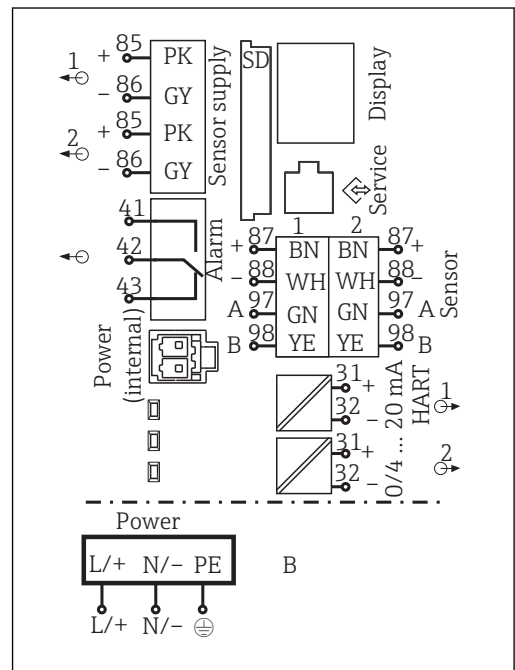 1
+ 85 PK
− 86 GY
2
+ 85 PK
− 86 GY
Sensor supply
SD
Display
Service
41
42
43
Alarm
1 2
+ 87 BN BN 87 +
− 88 WH WH 88 −
A 97 GN GN 97 A
B 98 YE YE 98 B
Sensor
Power
(internal)
31 +
32 −
31 +
32 −
0/4 ... 20 mA
HART
1
2
Power
L/+ N/− PE
B
L/+ N/−